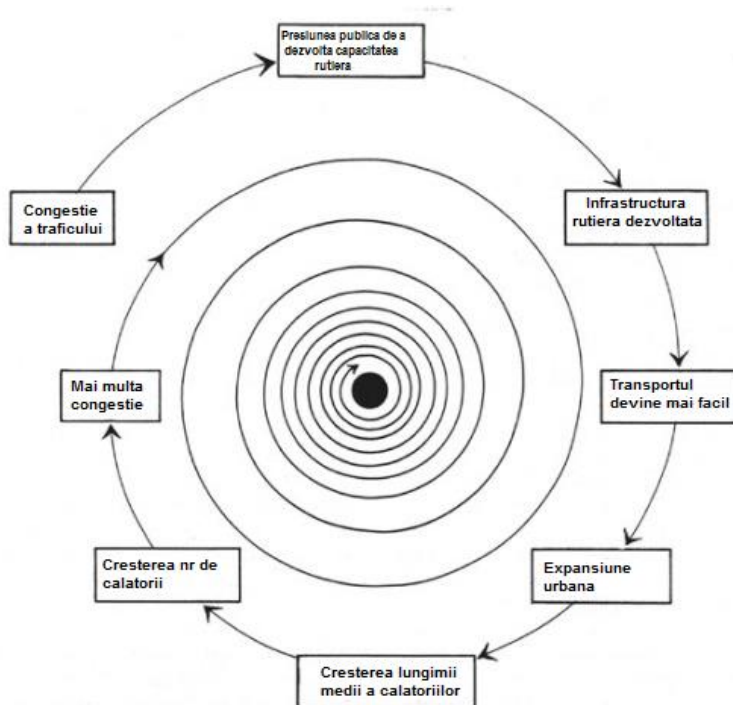 Presiunea publica de a
dezvolta capacitatea
rutiera
Infrastructura
rutiera dezvoltata
Transportul
devine mai facil
Expansiune
urbana
Cresterea lungimii
medii a calatoriilor
Cresterea nr de
calatorii
Mai multa
congestie
Congestie
a traficului